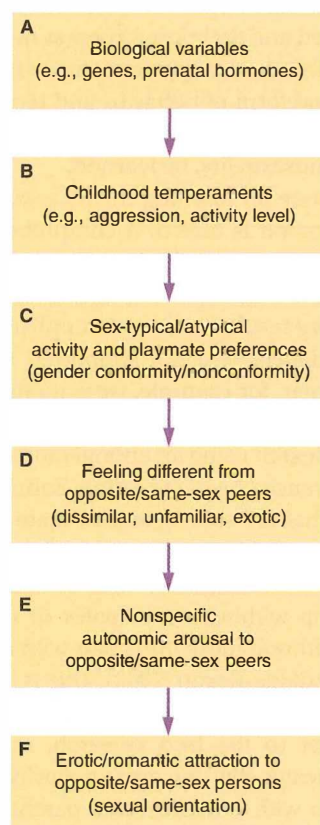 A
Biological variables
(e.g., genes, prenatal hormones)
B
Childhood temperaments
(e.g., aggression, activity level)
C
Sex-typical/atypical
activity and playmate preferences
(gender conformity/nonconformity)
D
Feeling different from
opposite/same-sex peers
(dissimilar, unfamiliar, exotic)
E
Nonspecific
autonomic arousal to
opposite/same-sex peers
F
Erotic/romantic attraction to
opposite/same-sex persons
(sexual orientation)